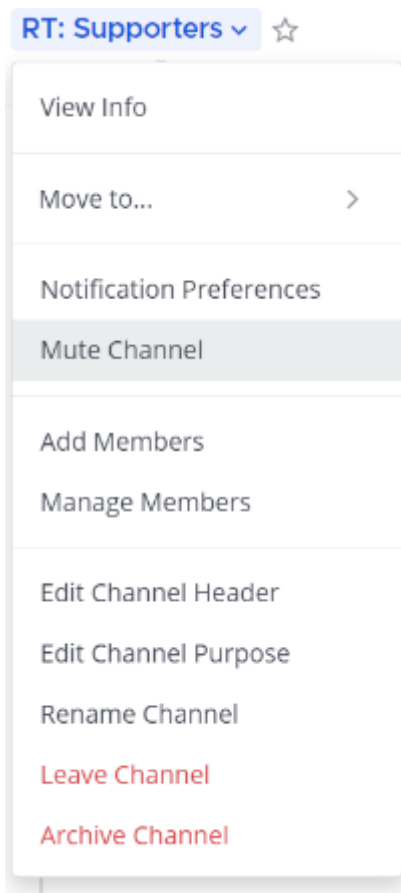 RT: Supporters
View Info
Move to...
Notification Preferences
Mute Channel
Add Members
Manage Members
Edit Channel Header
Edit Channel Purpose
Rename Channel
Leave Channel
Archive Channel